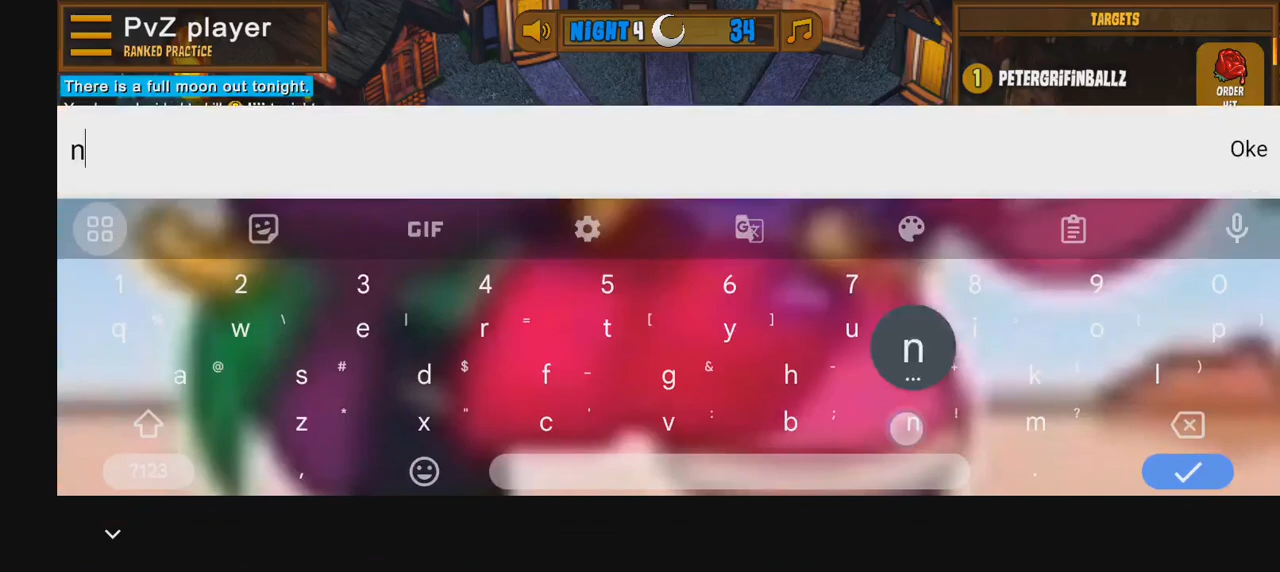 PvZ player
RANKED PRACTICE
NIGHT 4 34
TARGETS
There is a full moon out tonight.
1 PETERGRIFINBALLZ
ORDER
HIT
n
Oke
GIF
1 2 3 4 5 6 7 8 9 0
q % w \ e | r = t [ y ] u i o p )
a @ s # d $ f - g & h - n + k ( l )
z * x " c ' v : b ; n ! m ?
?123 , .